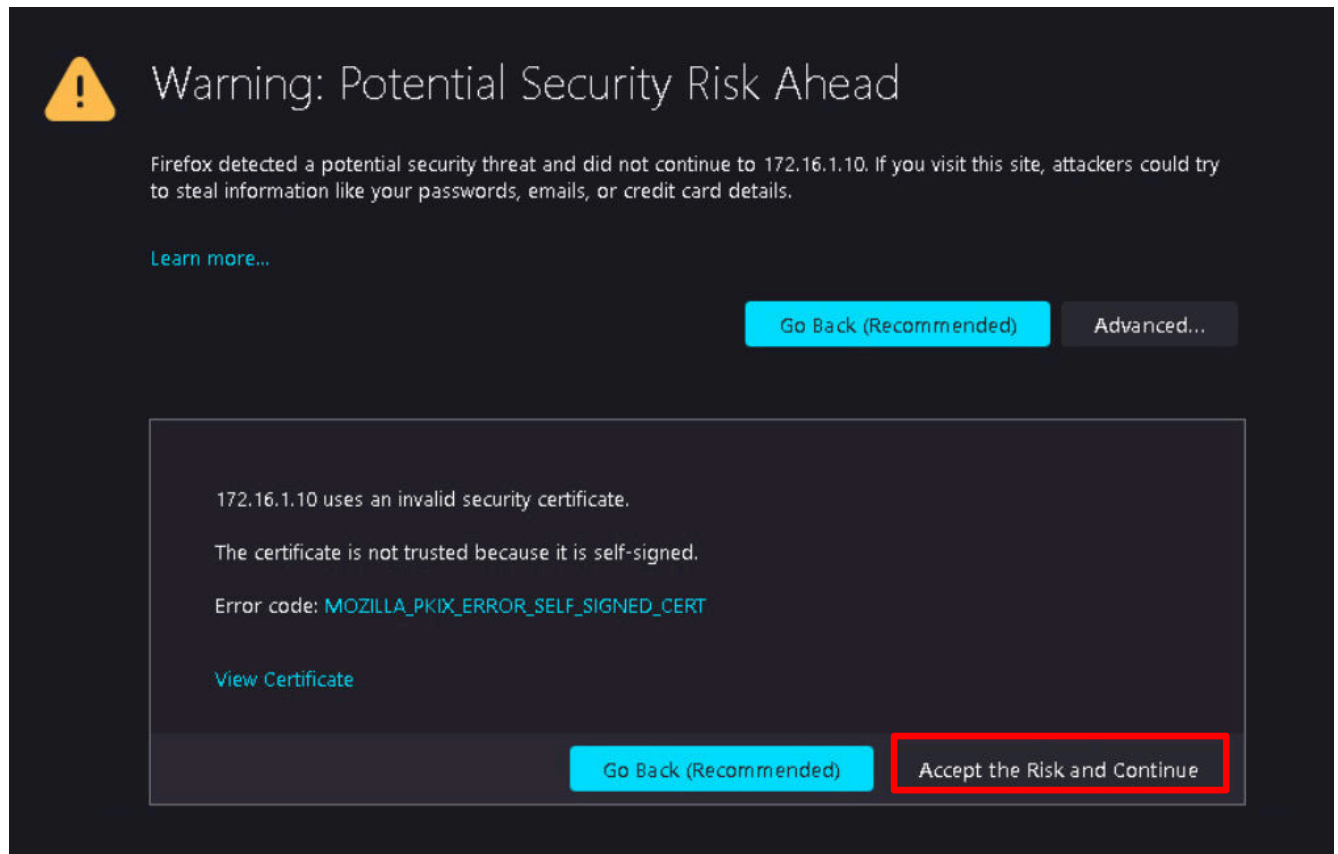 Warning: Potential Security Risk Ahead
Firefox detected a potential security threat and did not continue to 172.16.1.10. If you visit this site, attackers could try
to steal information like your passwords, emails, or credit card details.
Learn more...
Go Back (Recommended)
Advanced...
172.16.1.10 uses an invalid security certificate.
The certificate is not trusted because it is self-signed.
Error code: MOZILLA_PKIX_ERROR_SELF_SIGNED_CERT
View Certificate
Go Back (Recommended)
Accept the Risk and Continue